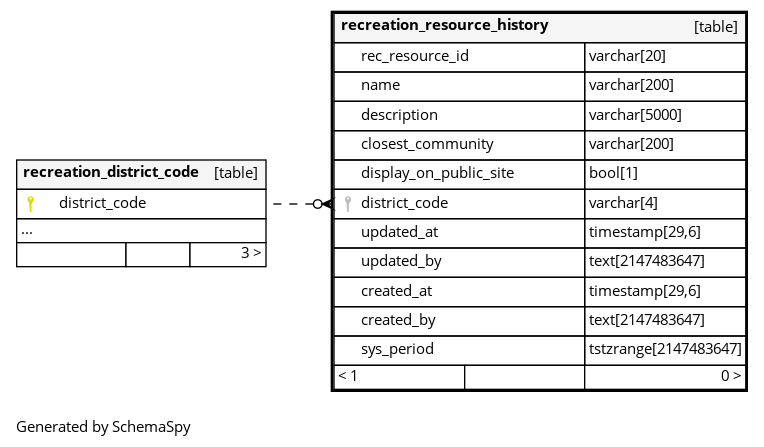 recreation_resource_history [table]
rec_resource_id varchar[20]
name varchar[200]
description varchar[5000]
closest_community varchar[200]
display_on_public_site bool[1]
district_code varchar[4]
updated_at timestamp[29,6]
updated_by text[2147483647]
created_at timestamp[29,6]
created_by text[2147483647]
sys_period tstzrange[2147483647]
< 1 0 >
recreation_district_code [table]
district_code
...
3 >
Generated by SchemaSpy